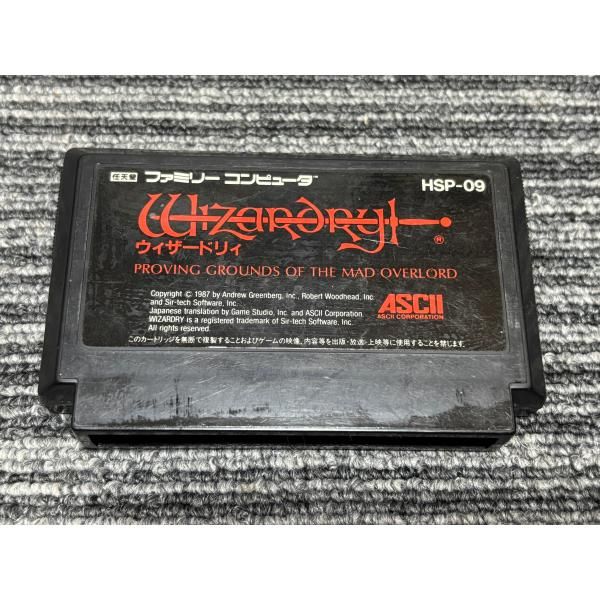 任天堂 ファミリー コンピュータ™ HSP-09
Wizardry ®
ウィザードリィ
PROVING GROUNDS OF THE MAD OVERLORD
Copyright © 1987 by Andrew Greenberg, Inc., Robert Woodhead, Inc.
and Sir-tech Software, Inc.
Japanese translation by Game Studio, Inc. and ASCII Corporation.
WIZARDRY is a registered trademark of Sir-tech Software, Inc.
All rights reserved.
ASCII
ASCII CORPORATION
このカートリッジを無断で複製することおよびゲームの映像、内容等を出版・放送・上映等に使用することを禁じます。